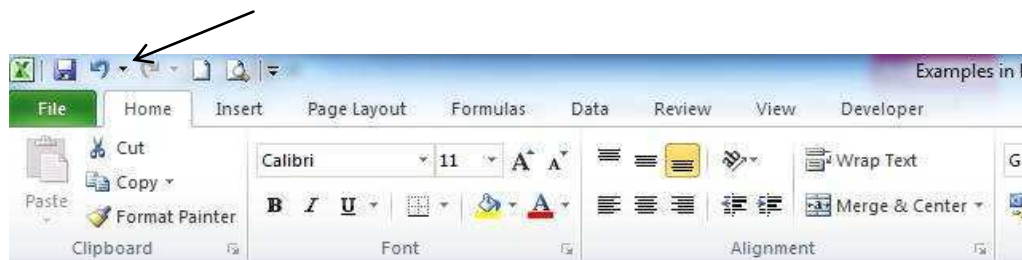 Examples in
File Home Insert Page Layout Formulas Data Review View Developer
Cut
Calibri 11 A A Wrap Text G
Copy
Paste
Format Painter B I U A Merge & Center
Clipboard Font Alignment